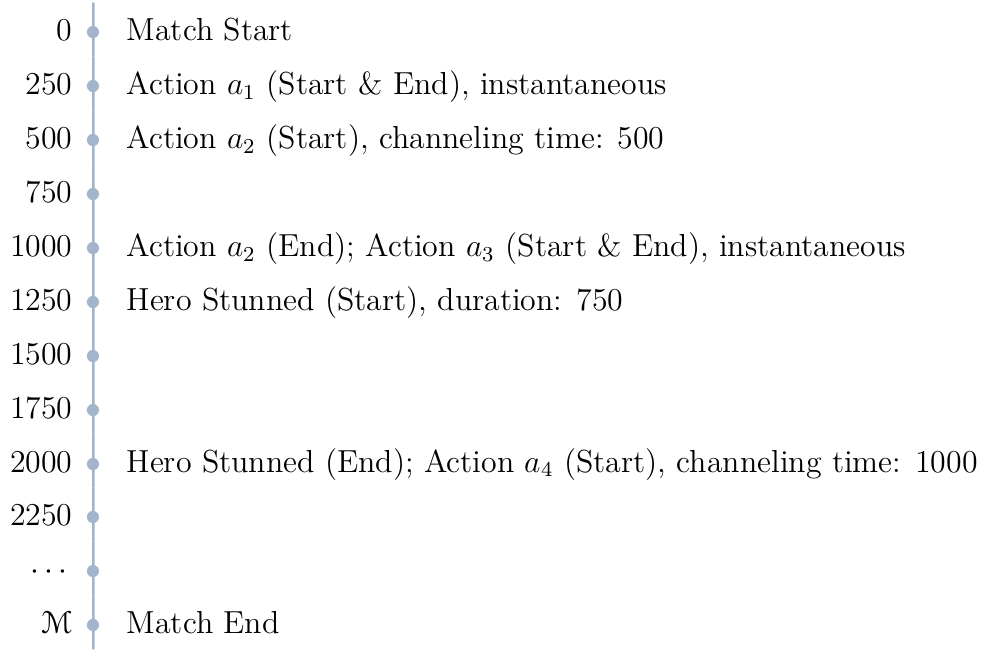 0 Match Start
250 Action a₁ (Start & End), instantaneous
500 Action a₂ (Start), channeling time: 500
750
1000 Action a₂ (End); Action a₃ (Start & End), instantaneous
1250 Hero Stunned (Start), duration: 750
1500
1750
2000 Hero Stunned (End); Action a₄ (Start), channeling time: 1000
2250
...
ℳ Match End